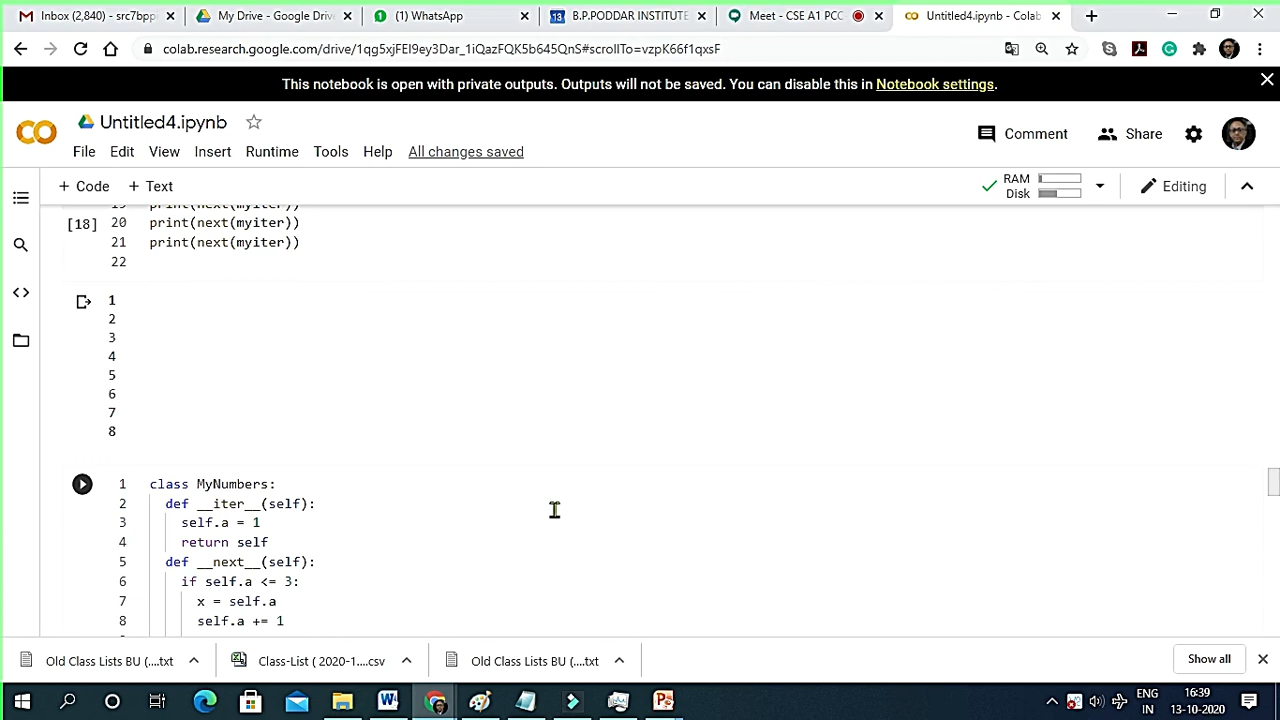 Inbox (2,840) - src7bpp
My Drive - Google Drive
(1) WhatsApp
B.P.PODDAR INSTITUTE
Meet - CSE A1 PCC
Untitled4.ipynb - Colab
colab.research.google.com/drive/1qg5xjFEI9ey3Dar_1iQazFQK5b645QnS#scrollTo=vzpK66f1qxsF
This notebook is open with private outputs. Outputs will not be saved. You can disable this in Notebook settings.
Untitled4.ipynb
Comment
Share
File Edit View Insert Runtime Tools Help All changes saved
+ Code + Text
RAM
Disk
Editing
19 print(next(myiter))
[18] 20 print(next(myiter))
21 print(next(myiter))
22
1
2
3
4
5
6
7
8
1 class MyNumbers:
2 def __iter__(self):
3 self.a = 1
4 return self
5 def __next__(self):
6 if self.a <= 3:
7 x = self.a
8 self.a += 1
Old Class Lists BU (....txt
Class-List ( 2020-1....csv
Old Class Lists BU (....txt
Show all
ENG
IN
16:39
13-10-2020